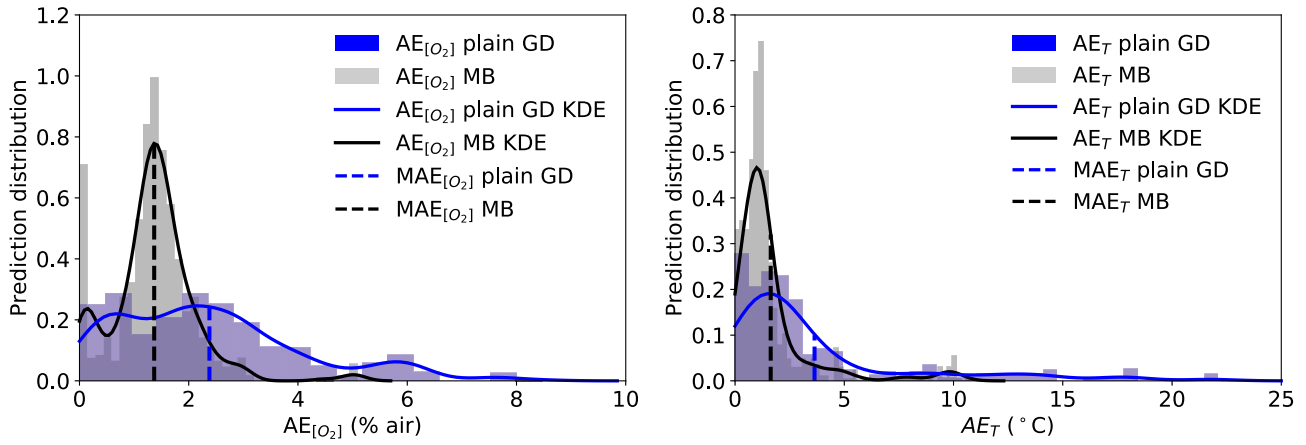 1.2
1.0
0.8
0.6
0.4
0.2
0.0
Prediction distribution
AE[O2] plain GD
AE[O2] MB
AE[O2] plain GD KDE
AE[O2] MB KDE
MAE[O2] plain GD
MAE[O2] MB
0 2 4 6 8 10
AE[O2] (% air)
0.8
0.7
0.6
0.5
0.4
0.3
0.2
0.1
0.0
Prediction distribution
AET plain GD
AET MB
AET plain GD KDE
AET MB KDE
MAET plain GD
MAET MB
0 5 10 15 20 25
AET (°C)